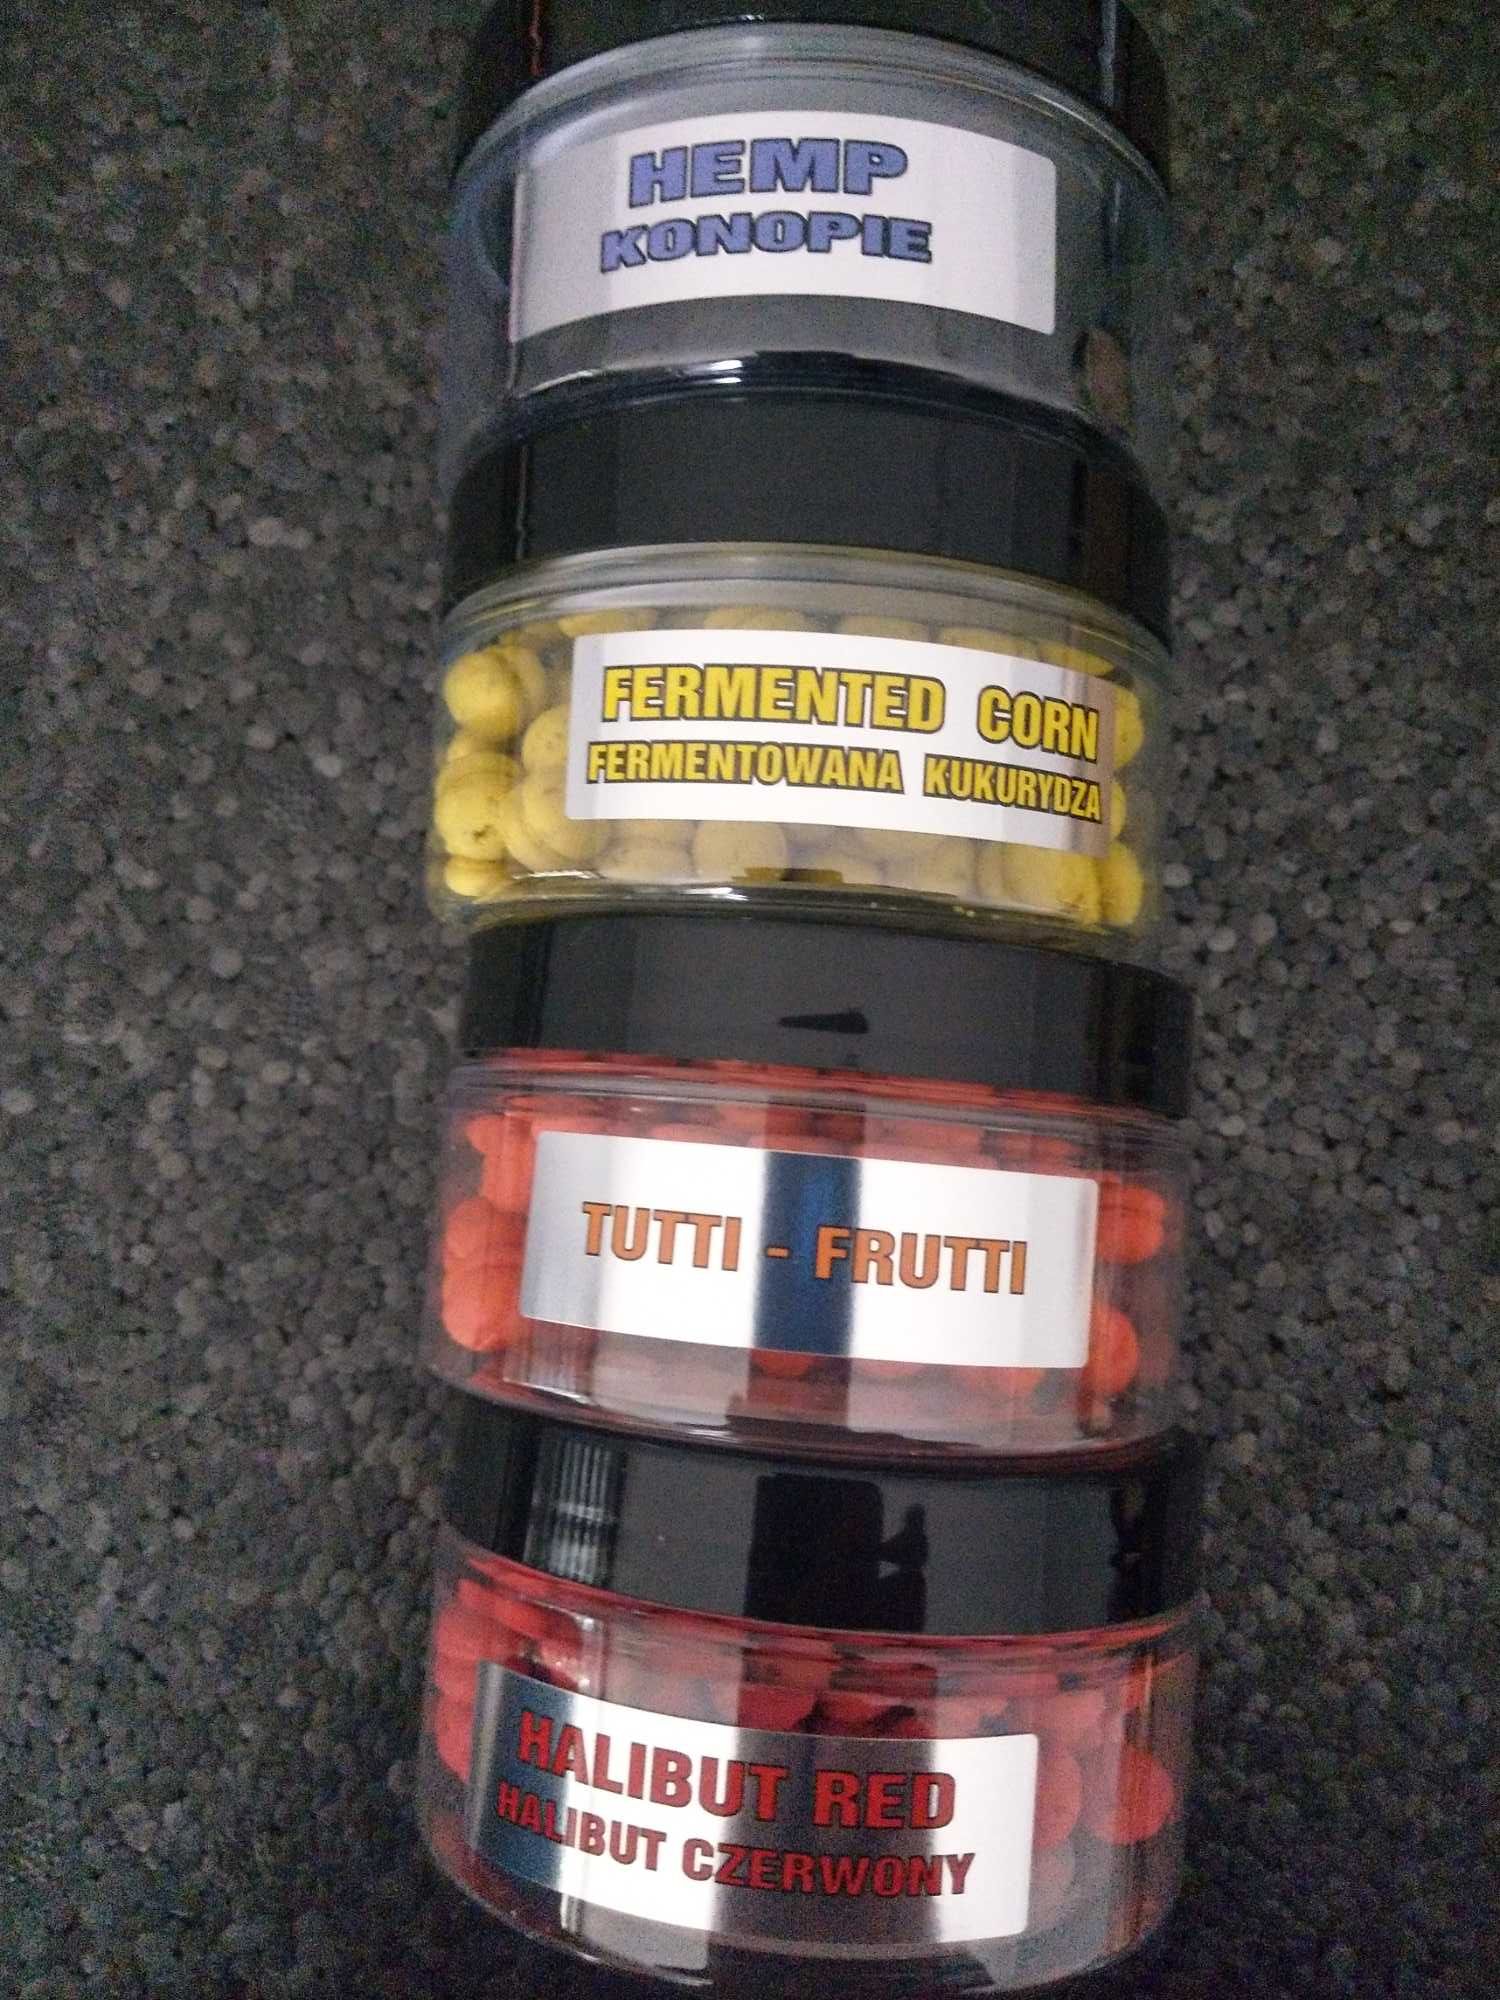 HEMP
KONOPIE
FERMENTED CORN
FERMENTOWANA KUKURYDZA
TUTTI - FRUTTI
HALIBUT RED
HALIBUT CZERWONY